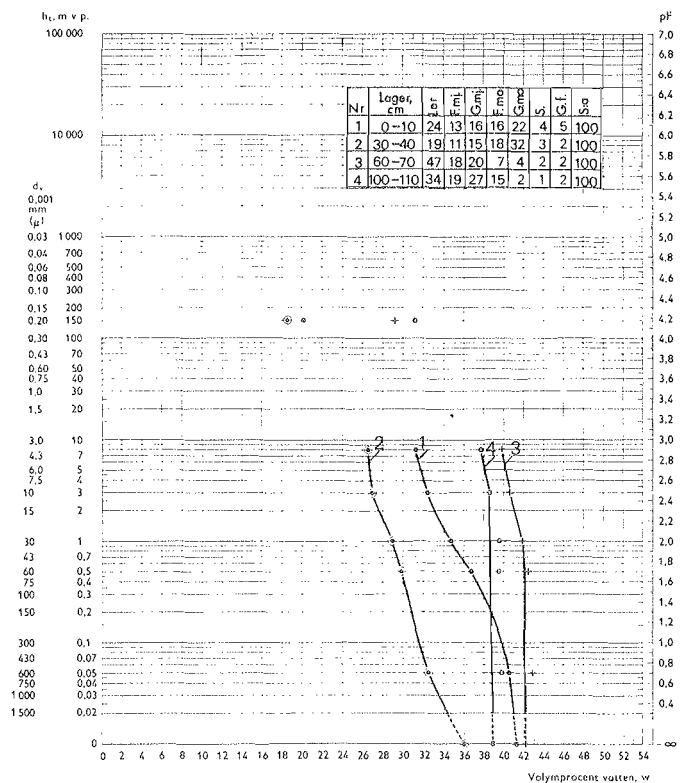 ht, m v p.
pF
100 000
7,0
6,8
6,6
6,4
6,2
10 000
6,0
5,8
5,6
5,4
5,2
5,0
Nr Lager, cm Ler F.mj. G.mj. F.mo G.mo S. G.f. S:a
1 0-10 24 13 16 16 22 4 5 100
2 30-40 19 11 15 18 32 3 2 100
3 60-70 47 18 20 7 4 2 2 100
4 100-110 34 19 27 15 2 1 2 100
dv
0,001
mm
(µ)
0,03 1 000
0,04 700 4,8
0,06 500
0,08 400 4,6
0,10 300
4,4
0,15 200
0,20 150 4,2
0,30 100 4,0
0,43 70
3,8
0,60 50
0,75 40
3,6
1,0 30
3,4
1,5 20
3,2
3,0 10 3,0
4,3 7
2,8
6,0 5
7,5 4
2,6
10 3
2,4
15 2
2,2
30 1 2,0
43 0,7
1,8
60 0,5
75 0,4
1,6
100 0,3
1,4
150 0,2
1,2
300 0,1 1,0
430 0,07
0,8
600 0,05
750 0,04
0,6
1 000 0,03
0,4
1 500 0,02
2 1 4 3
0 ∞
0 2 4 6 8 10 12 14 16 18 20 22 24 26 28 30 32 34 36 38 40 42 44 46 48 50 52 54
Volymprocent vatten, w